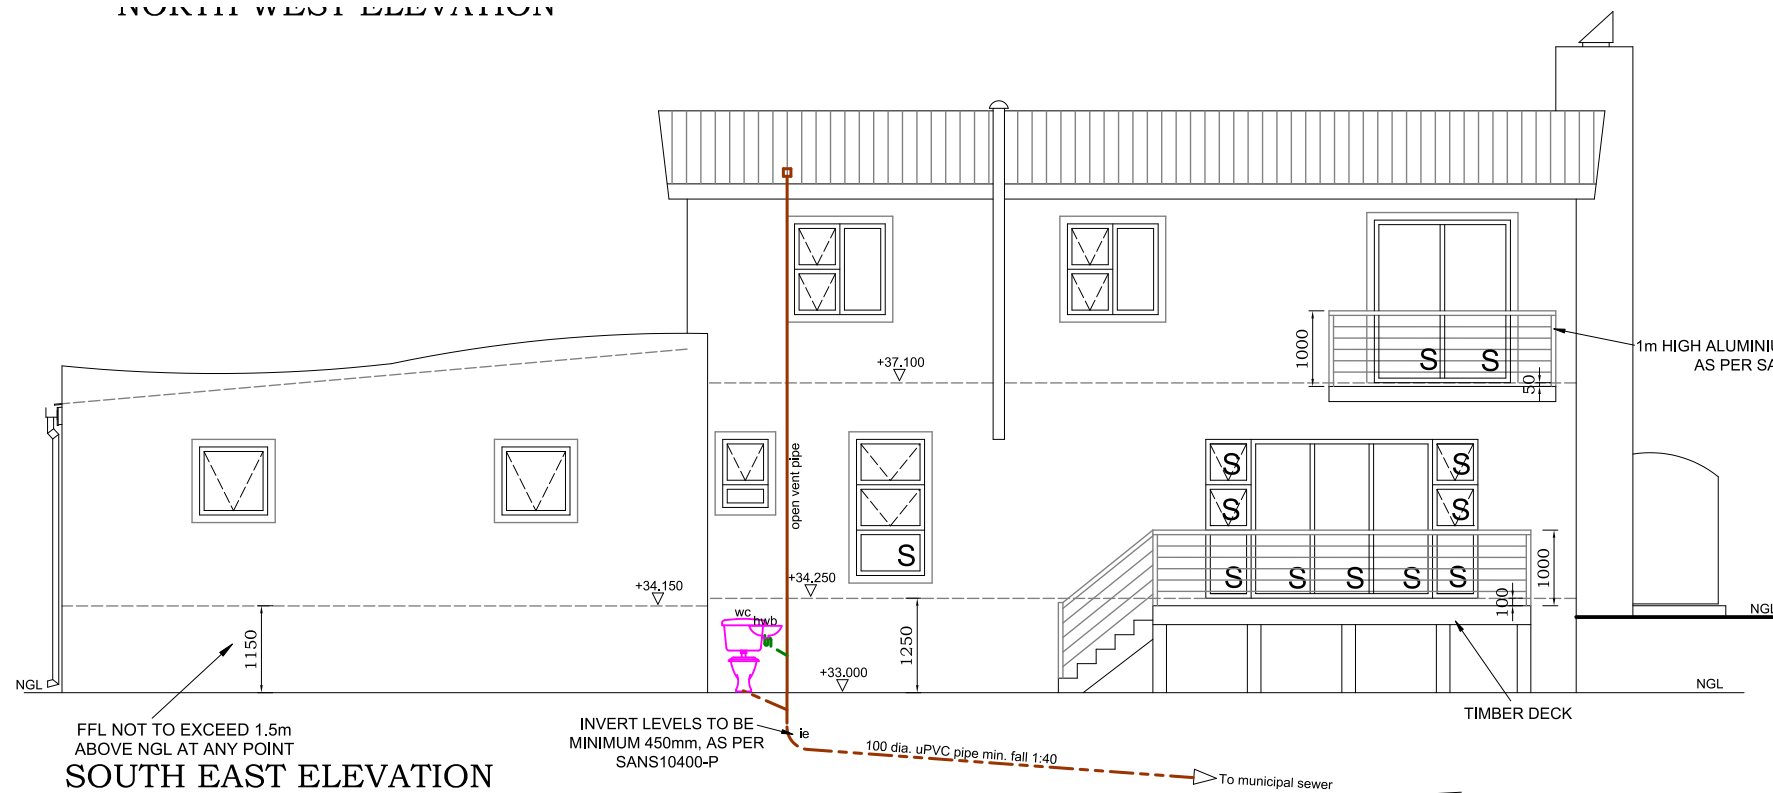 NORTH WEST ELEVATION
1m HIGH ALUMINIU
AS PER SA
+37.100
1000
S S
50
open vent pipe
S S
S S
S
S S S S S
1000
100
+34.150
+34.250
wc
hwb
1150
1250
+33.000
NGL
NGL
NGL
TIMBER DECK
FFL NOT TO EXCEED 1.5m
ABOVE NGL AT ANY POINT
INVERT LEVELS TO BE
MINIMUM 450mm, AS PER
SANS10400-P
ie
100 dia. uPVC pipe min. fall 1:40
To municipal sewer
SOUTH EAST ELEVATION